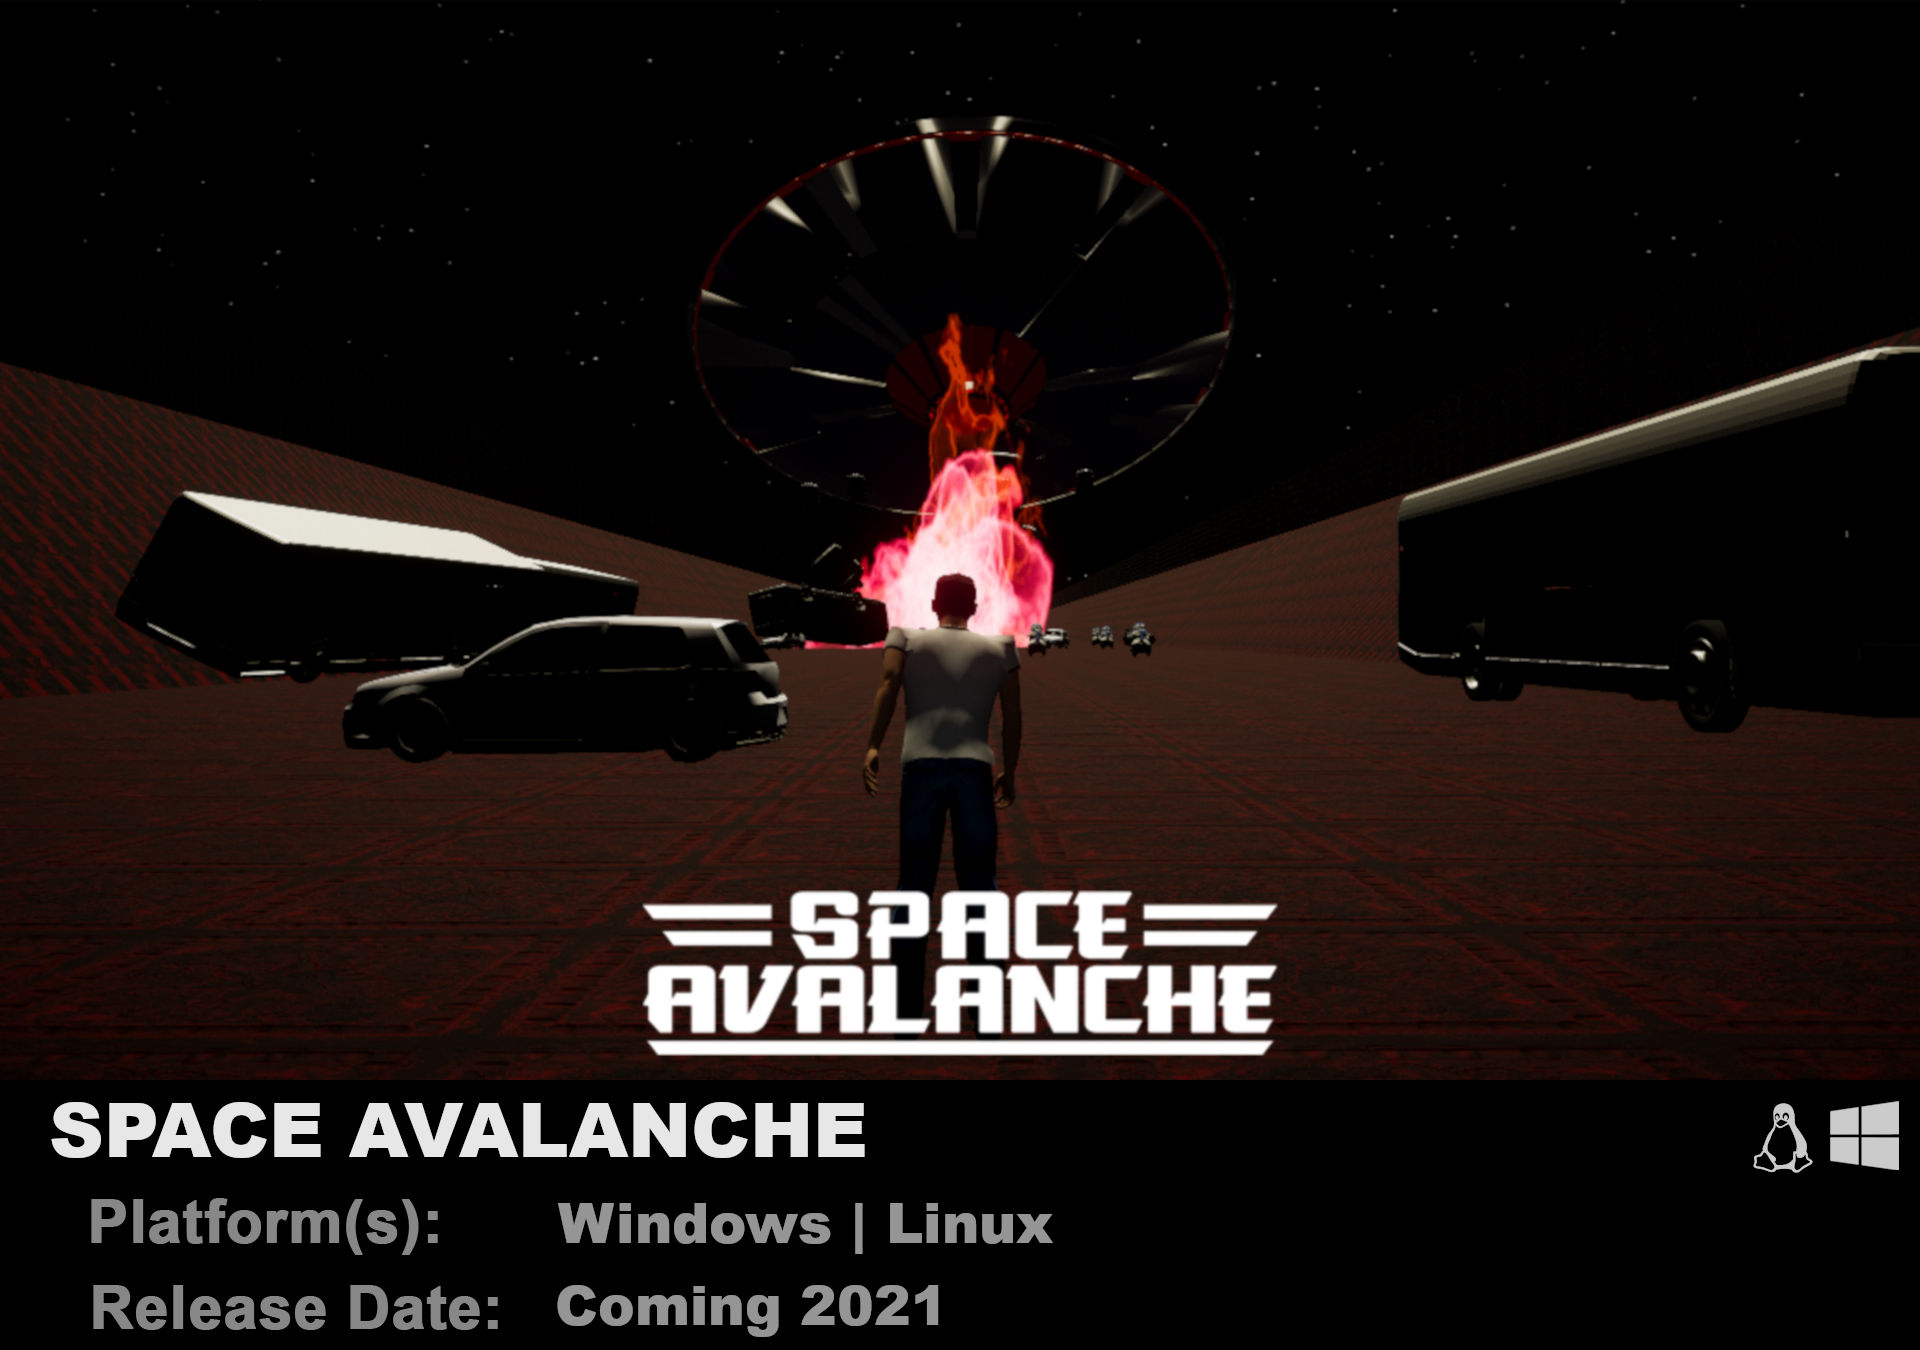 SPACE
AVALANCHE
SPACE AVALANCHE
Platform(s): Windows | Linux
Release Date: Coming 2021